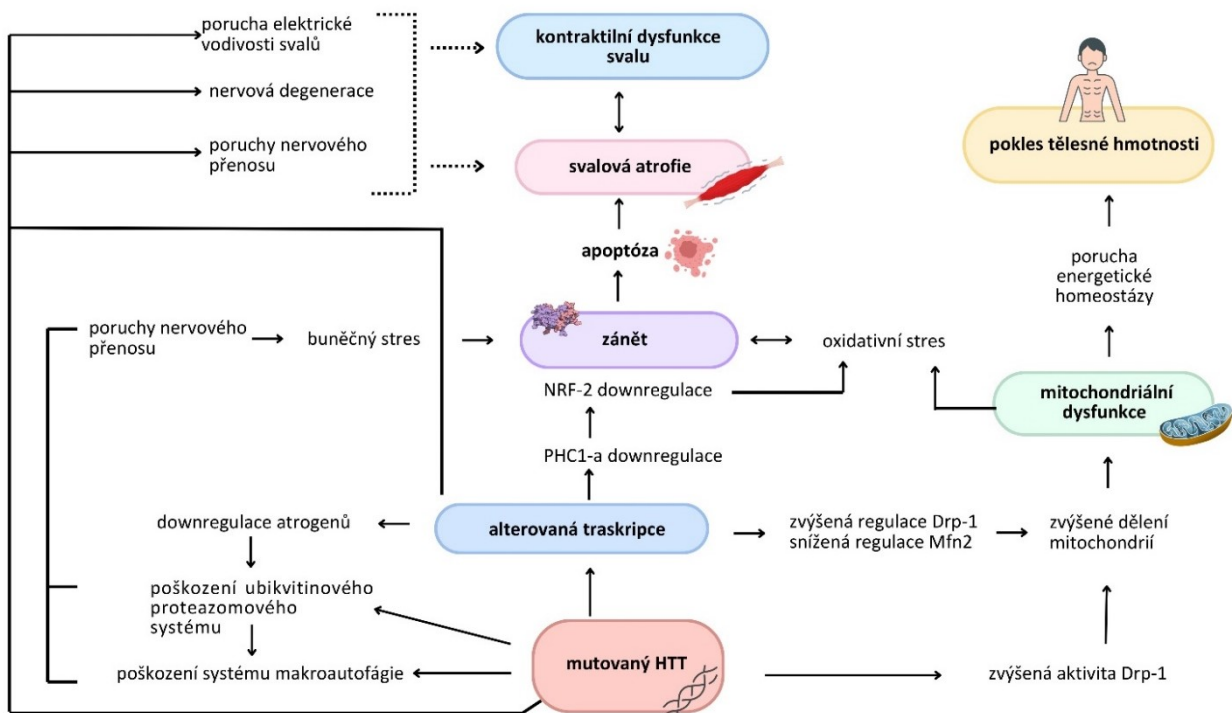 porucha elektrické
vodivosti svalů
kontraktilní dysfunkce
svalu
nervová degenerace
poruchy nervového
přenosu
svalová atrofie
pokles tělesné hmotnosti
apoptóza
porucha
energetické
homeostázy
poruchy nervového
přenosu
buněčný stres
zánět
oxidativní stres
NRF-2 downregulace
mitochondriální
dysfunkce
PHC1-a downregulace
downregulace atrogenů
alterovaná traskripce
zvýšená regulace Drp-1
snížená regulace Mfn2
zvýšené dělení
mitochondrií
poškození ubikvitinového
proteazomového
systému
poškození systému makroautofágie
mutovaný HTT
zvýšená aktivita Drp-1